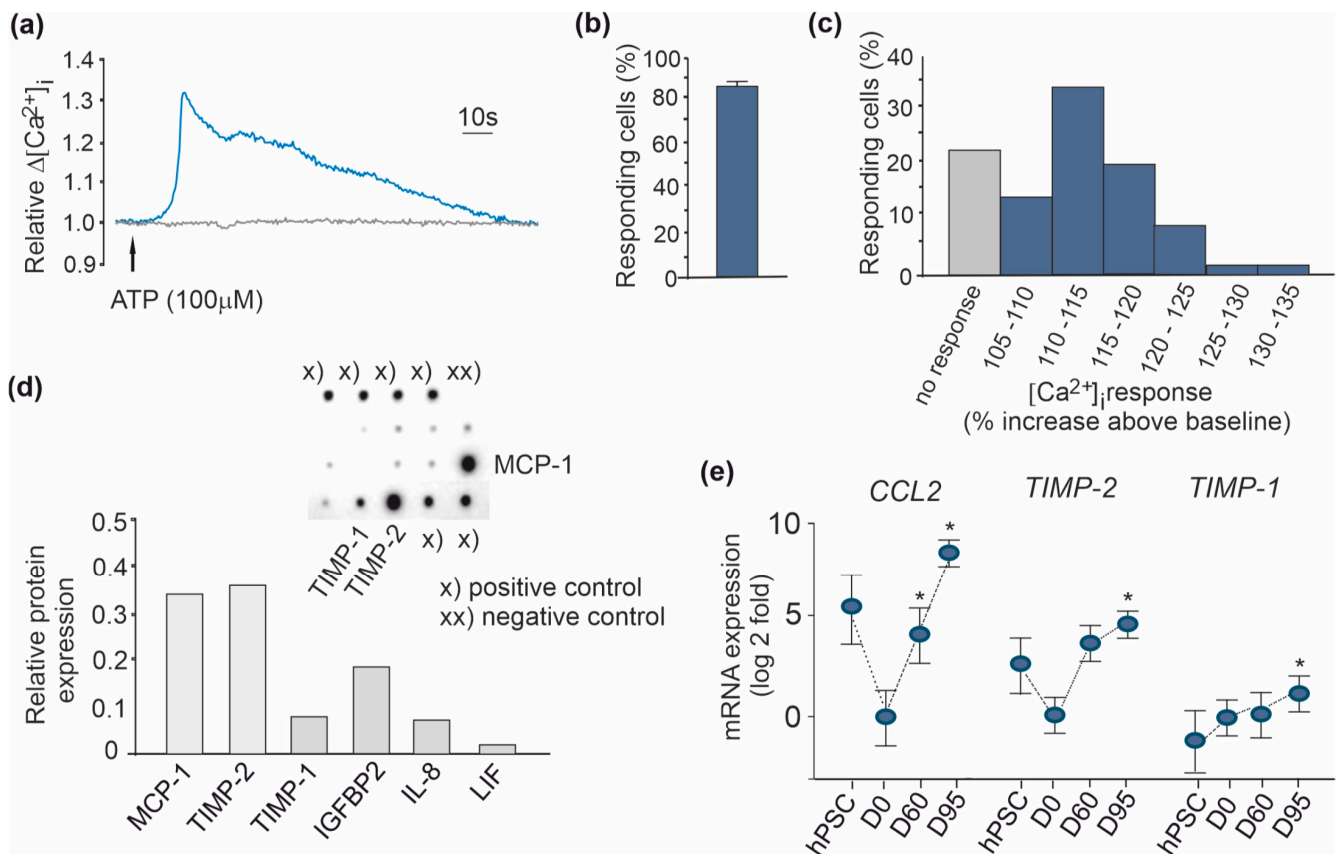 (a)
1.4
1.3
1.2
1.1
1.0
0.9
Relative Δ[Ca²⁺]ᵢ
10s
ATP (100μM)
(b)
100
80
60
40
20
0
Responding cells (%)
(c)
40
30
20
10
0
Responding cells (%)
no response
105 -110
110 -115
115 -120
120 - 125
125 -130
130 -135
[Ca²⁺]ᵢresponse
(% increase above baseline)
(d)
x) x) x) x) xx)
MCP-1
TIMP-1
TIMP-2
x) x)
x) positive control
xx) negative control
0.5
0.4
0.3
0.2
0.1
0
Relative protein
expression
MCP-1
TIMP-2
TIMP-1
IGFBP2
IL-8
LIF
(e)
CCL2 TIMP-2 TIMP-1
10
5
0
mRNA expression
(log 2 fold)
* * * *
hPSC D0 D60 D95 hPSC D0 D60 D95 hPSC D0 D60 D95